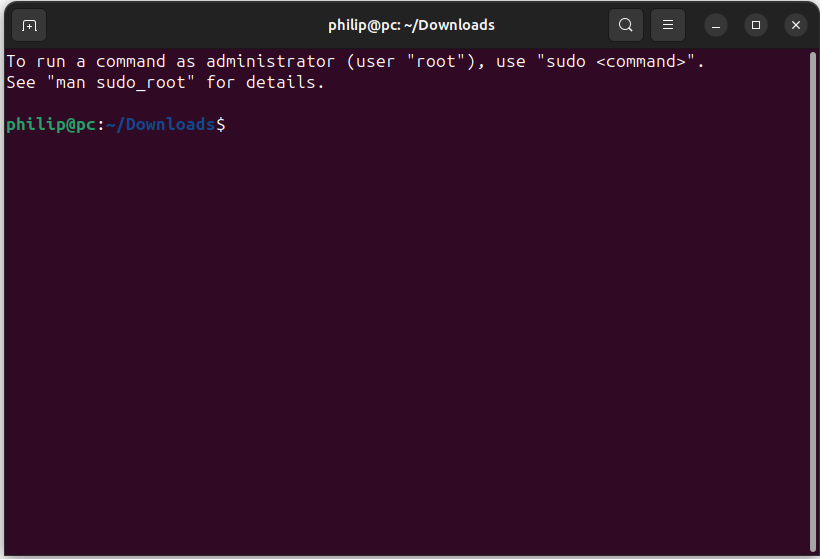 philip@pc: ~/Downloads
To run a command as administrator (user "root"), use "sudo <command>".
See "man sudo_root" for details.
philip@pc:~/Downloads$